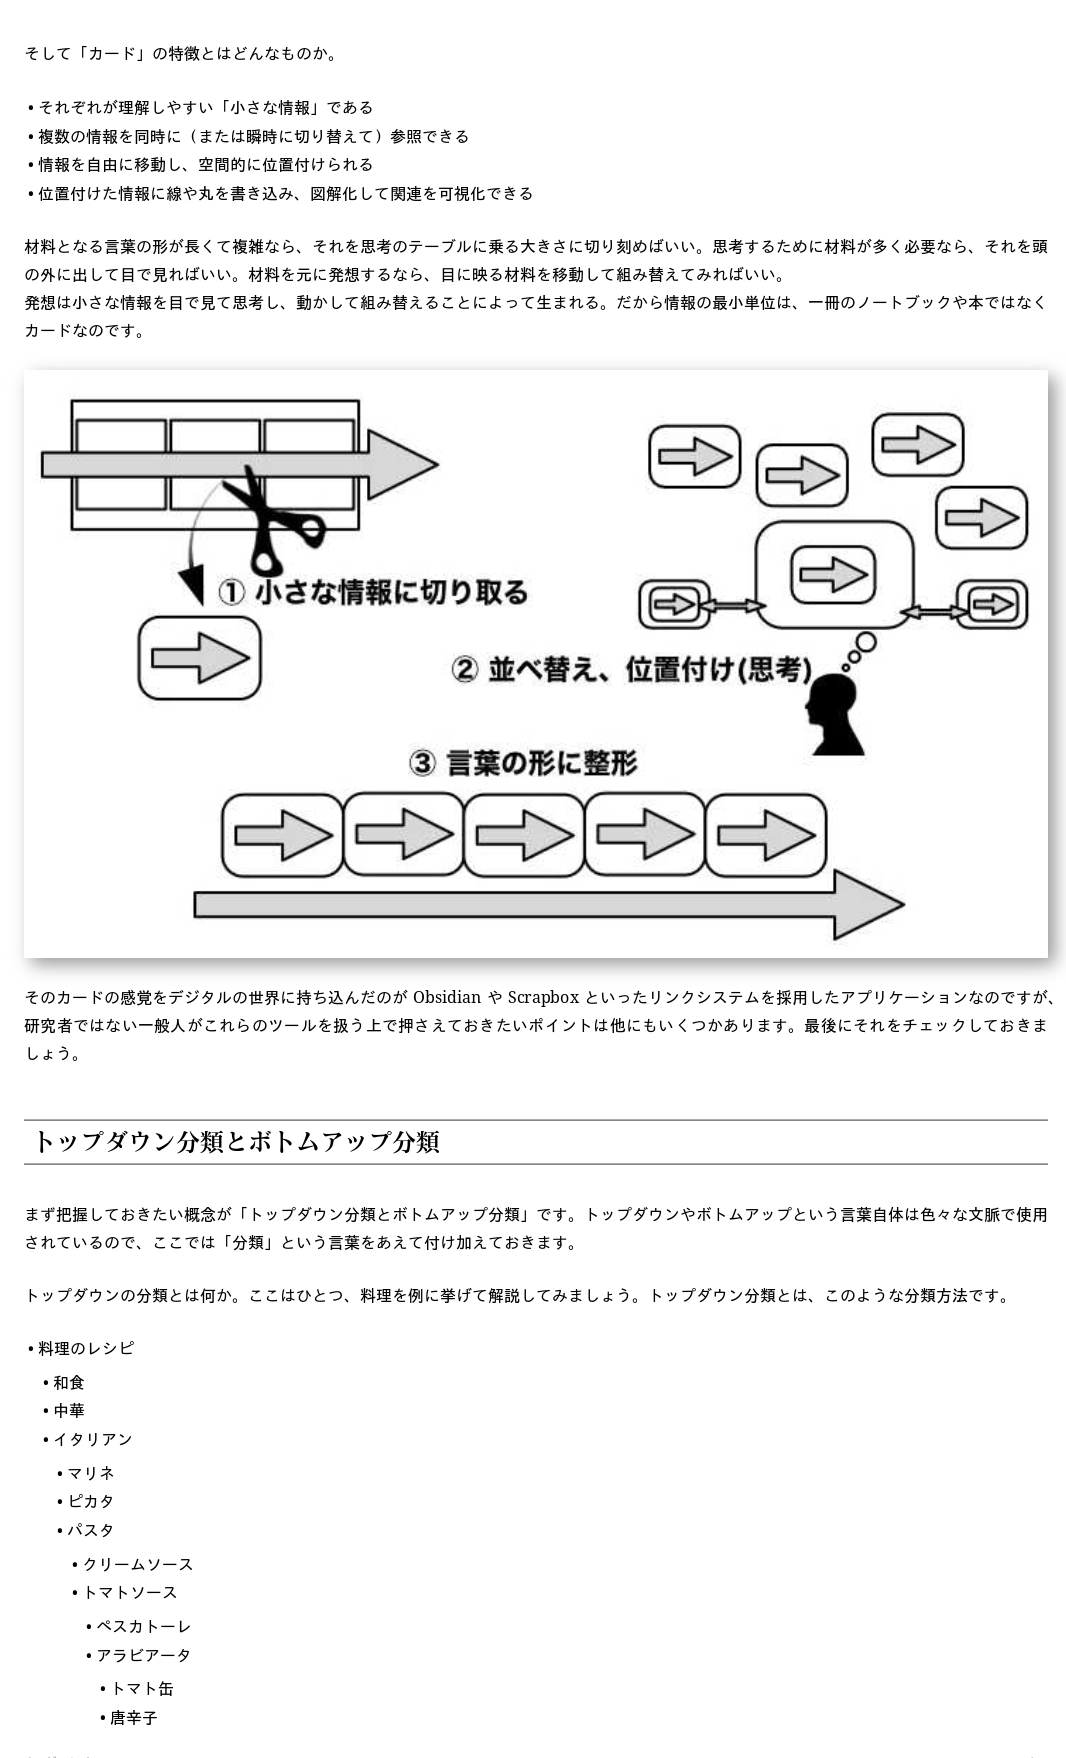 そして「カード」の特徴とはどんなものか。
• それぞれが理解しやすい「小さな情報」である
• 複数の情報を同時に（または瞬時に切り替えて）参照できる
• 情報を自由に移動し、空間的に位置付けられる
• 位置付けた情報に線や丸を書き込み、図解化して関連を可視化できる
材料となる言葉の形が長くて複雑なら、それを思考のテーブルに乗る大きさに切り刻めばいい。思考するために材料が多く必要なら、それを頭
の外に出して目で見ればいい。材料を元に発想するなら、目に映る材料を移動して組み替えてみればいい。
発想は小さな情報を目で見て思考し、動かして組み替えることによって生まれる。だから情報の最小単位は、一冊のノートブックや本ではなく
カードなのです。
① 小さな情報に切り取る
② 並べ替え、位置付け(思考)
③ 言葉の形に整形
そのカードの感覚をデジタルの世界に持ち込んだのが Obsidian や Scrapbox といったリンクシステムを採用したアプリケーションなのですが、
研究者ではない一般人がこれらのツールを扱う上で押さえておきたいポイントは他にもいくつかあります。最後にそれをチェックしておきま
しょう。
トップダウン分類とボトムアップ分類
まず把握しておきたい概念が「トップダウン分類とボトムアップ分類」です。トップダウンやボトムアップという言葉自体は色々な文脈で使用
されているので、ここでは「分類」という言葉をあえて付け加えておきます。
トップダウンの分類とは何か。ここはひとつ、料理を例に挙げて解説してみましょう。トップダウン分類とは、このような分類方法です。
• 料理のレシピ
• 和食
• 中華
• イタリアン
• マリネ
• ピカタ
• パスタ
• クリームソース
• トマトソース
• ペスカトーレ
• アラビアータ
• トマト缶
• 唐辛子